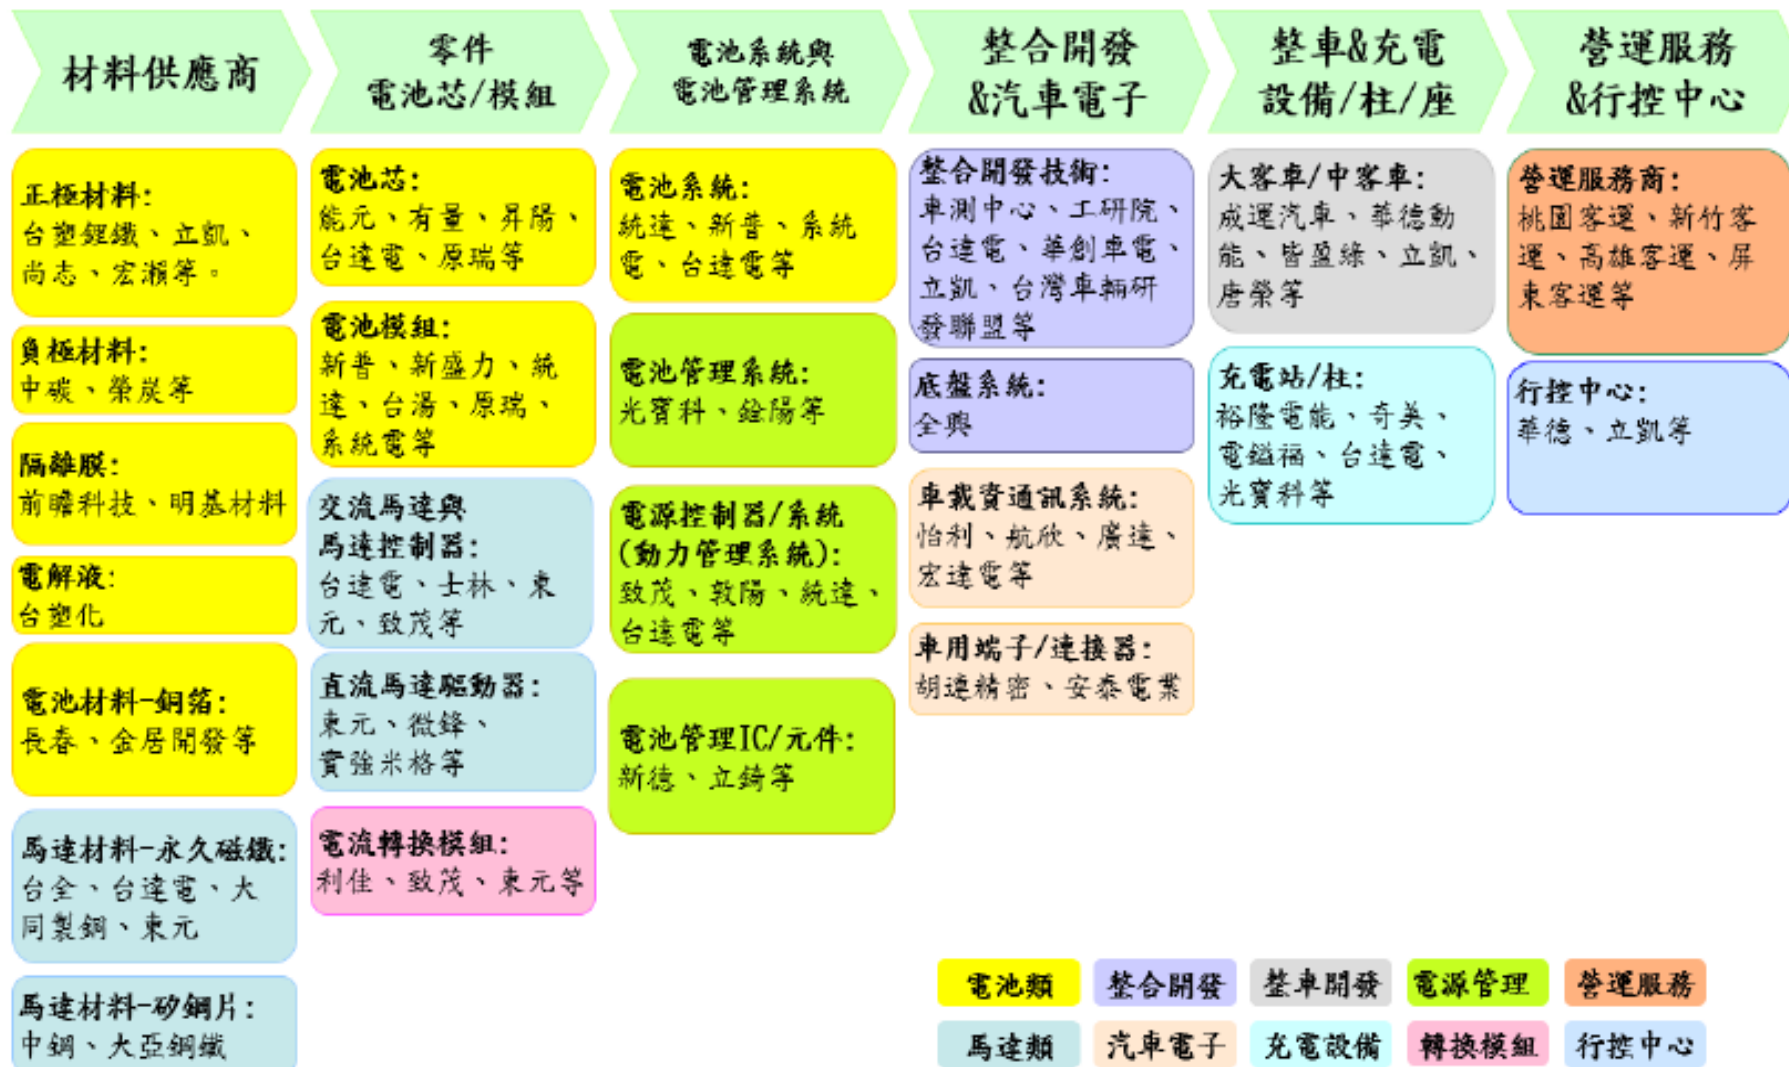 材料供應商
零件
電池芯/模組
電池系統與
電池管理系統
整合開發
&汽車電子
整車&充電
設備/柱/座
營運服務
&行控中心
正極材料:
台塑鋰鐵、立凱、
尚志、宏瀨等。
負極材料:
中碳、榮炭等
隔離膜:
前瞻科技、明基材料
電解液:
台塑化
電池材料-銅箔:
長春、金居開發等
馬達材料-永久磁鐵:
台全、台達電、大
同製鋼、東元
馬達材料-矽鋼片:
中鋼、大亞鋼鐵
電池芯:
能元、有量、昇陽、
台達電、原瑞等
電池模組:
新普、新盛力、統
達、台湯、原瑞、
系統電等
交流馬達與
馬達控制器:
台達電、士林、東
元、致茂等
直流馬達驅動器:
東元、微鋒、
實強米格等
電流轉換模組:
利佳、致茂、東元等
電池系統:
統達、新普、系統
電、台達電等
電池管理系統:
光寶科、銓陽等
電源控制器/系統
(動力管理系統):
致茂、敦陽、統達、
台達電等
電池管理IC/元件:
新德、立錡等
整合開發技術:
車測中心、工研院、
台達電、華創車電、
立凱、台灣車輛研
發聯盟等
底盤系統:
全興
車載資通訊系統:
怡利、航欣、廣達、
宏達電等
車用端子/連接器:
胡連精密、安泰電業
大客車/中客車:
成運汽車、華德動
能、皆盈綠、立凱、
唐榮等
充電站/柱:
裕隆電能、奇美、
電鎰福、台達電、
光寶科等
營運服務商:
桃園客運、新竹客
運、高雄客運、屏
東客運等
行控中心:
華德、立凱等
電池類 整合開發 整車開發 電源管理 營運服務
馬達類 汽車電子 充電設備 轉換模組 行控中心